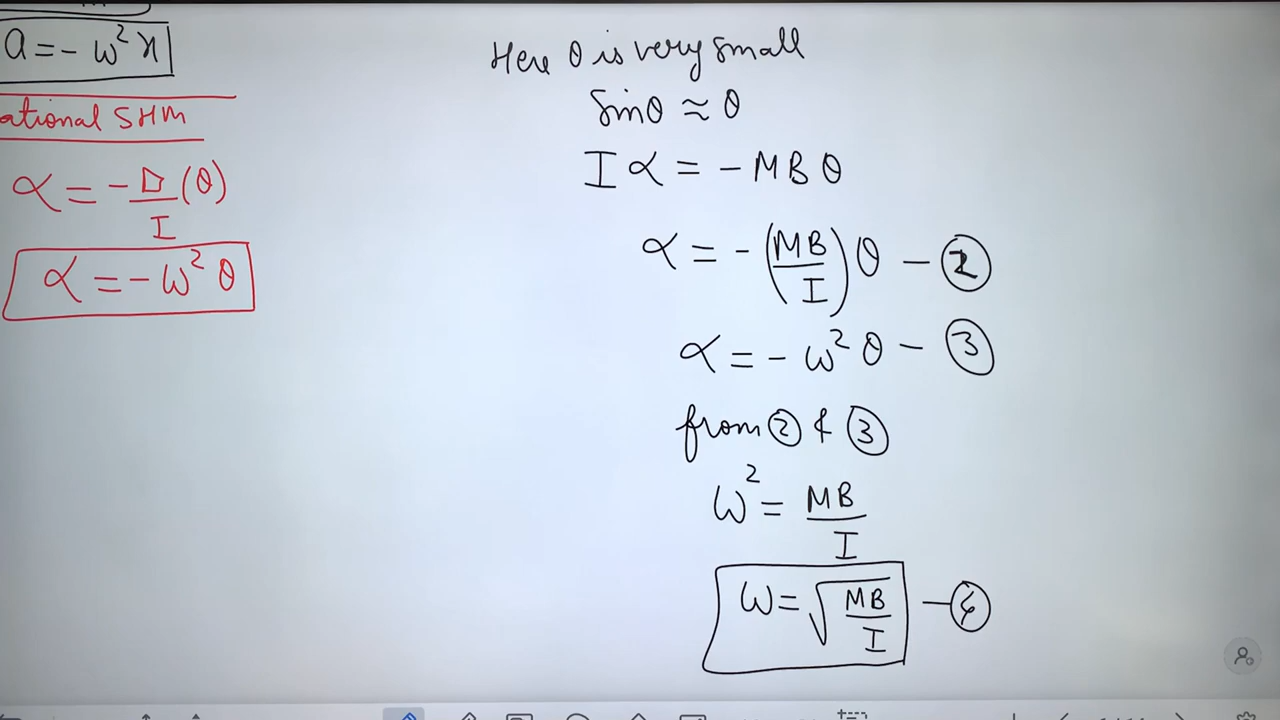 a = - ω² x
ational SHM
α = - D/I (θ)
α = - ω² θ
Here θ is very small
Sinθ ≈ θ
I α = - MBθ
α = - (MB/I) θ - ②
α = - ω² θ - ③
from ② & ③
ω² = MB/I
ω = √(MB/I) - ④